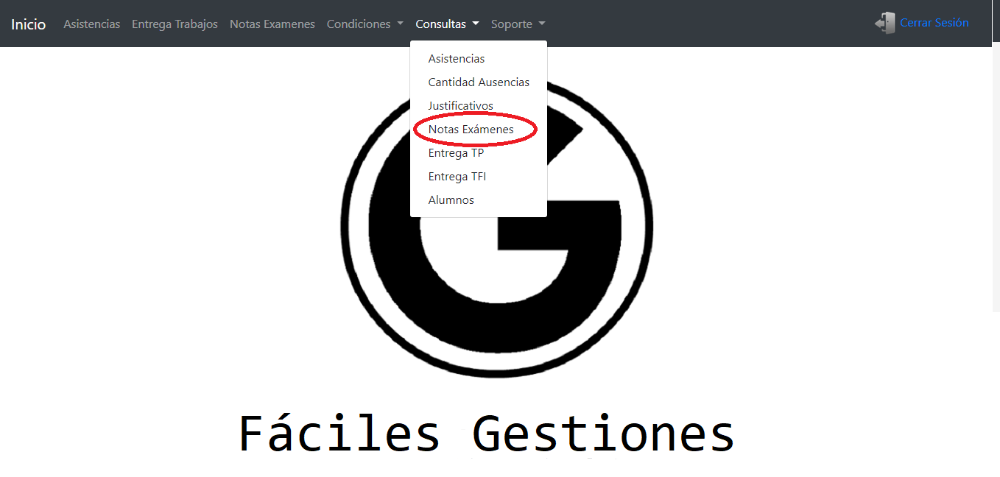 Inicio Asistencias Entrega Trabajos Notas Examenes Condiciones Consultas Soporte Cerrar Sesión
Asistencias
Cantidad Ausencias
Justificativos
Notas Exámenes
Entrega TP
Entrega TFI
Alumnos
Fáciles Gestiones